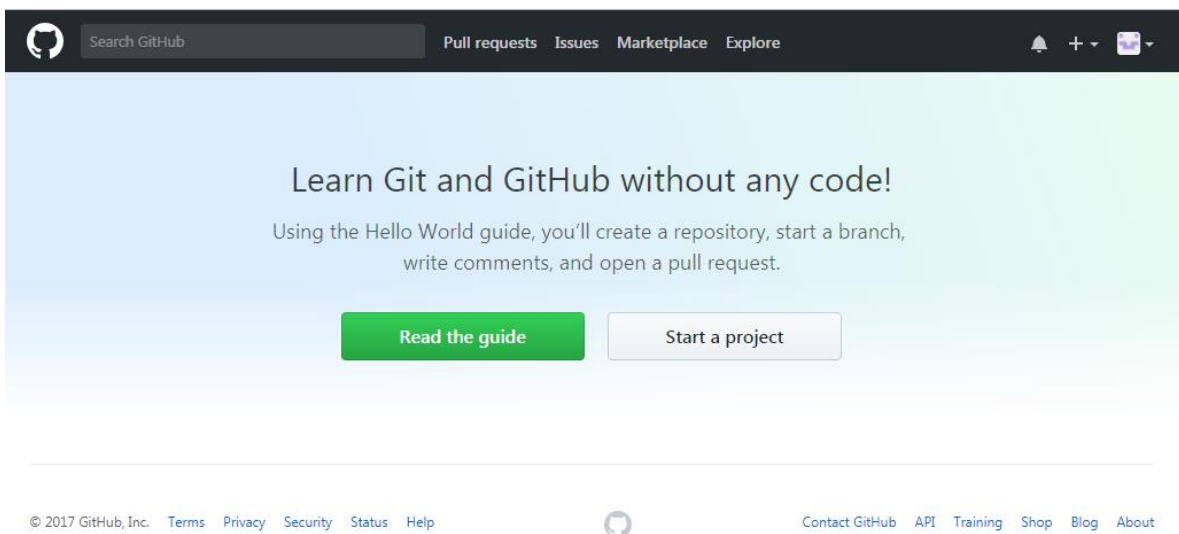 Search GitHub Pull requests Issues Marketplace Explore
Learn Git and GitHub without any code!
Using the Hello World guide, you'll create a repository, start a branch,
write comments, and open a pull request.
Read the guide Start a project
© 2017 GitHub, Inc. Terms Privacy Security Status Help Contact GitHub API Training Shop Blog About